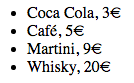 • Coca Cola, 3€
• Café, 5€
• Martini, 9€
• Whisky, 20€